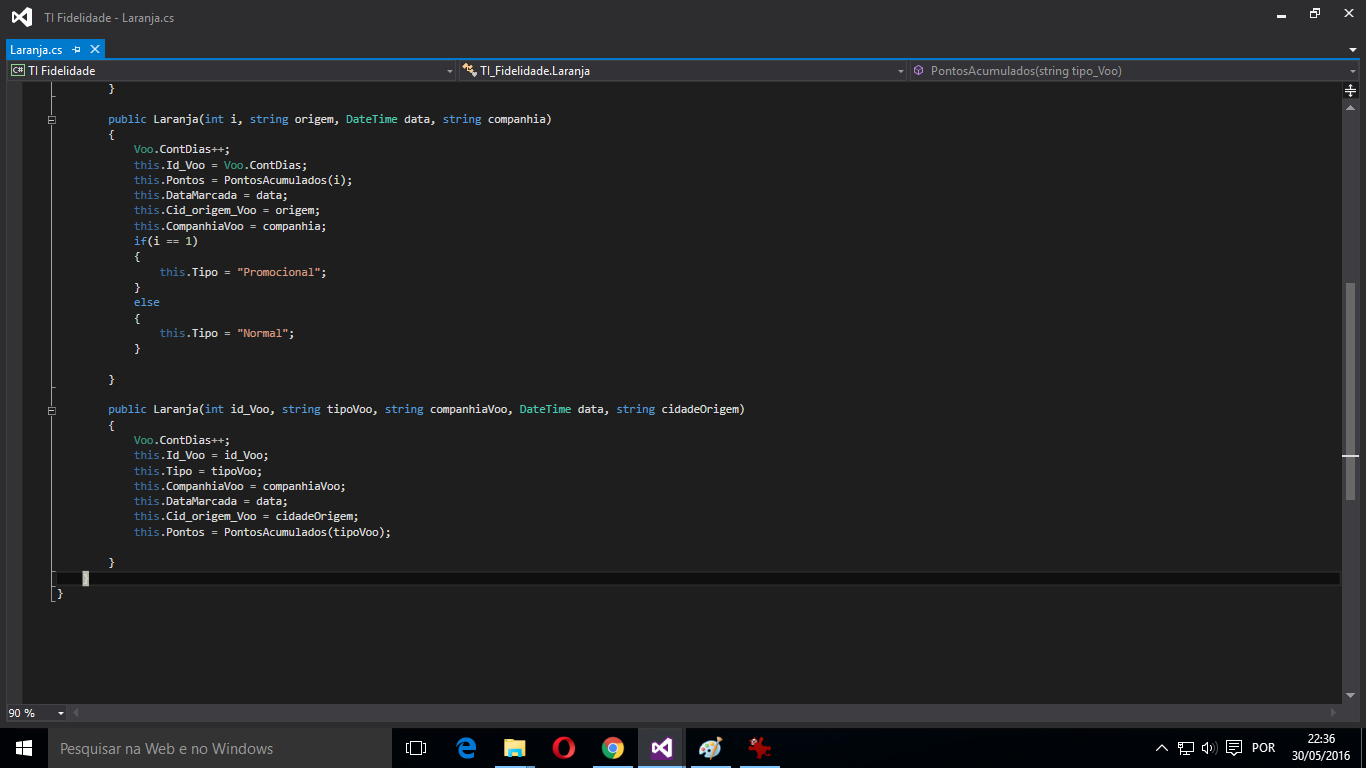 TI Fidelidade - Laranja.cs
Laranja.cs
C# TI Fidelidade
TI_Fidelidade.Laranja
PontosAcumulados(string tipo_Voo)
}
public Laranja(int i, string origem, DateTime data, string companhia)
{
Voo.ContDias++;
this.Id_Voo = Voo.ContDias;
this.Pontos = PontosAcumulados(i);
this.DataMarcada = data;
this.Cid_origem_Voo = origem;
this.CompanhiaVoo = companhia;
if(i == 1)
{
this.Tipo = "Promocional";
}
else
{
this.Tipo = "Normal";
}
}
public Laranja(int id_Voo, string tipoVoo, string companhiaVoo, DateTime data, string cidadeOrigem)
{
Voo.ContDias++;
this.Id_Voo = id_Voo;
this.Tipo = tipoVoo;
this.CompanhiaVoo = companhiaVoo;
this.DataMarcada = data;
this.Cid_origem_Voo = cidadeOrigem;
this.Pontos = PontosAcumulados(tipoVoo);
}
}
}
90 %
Pesquisar na Web e no Windows
POR
22:36
30/05/2016